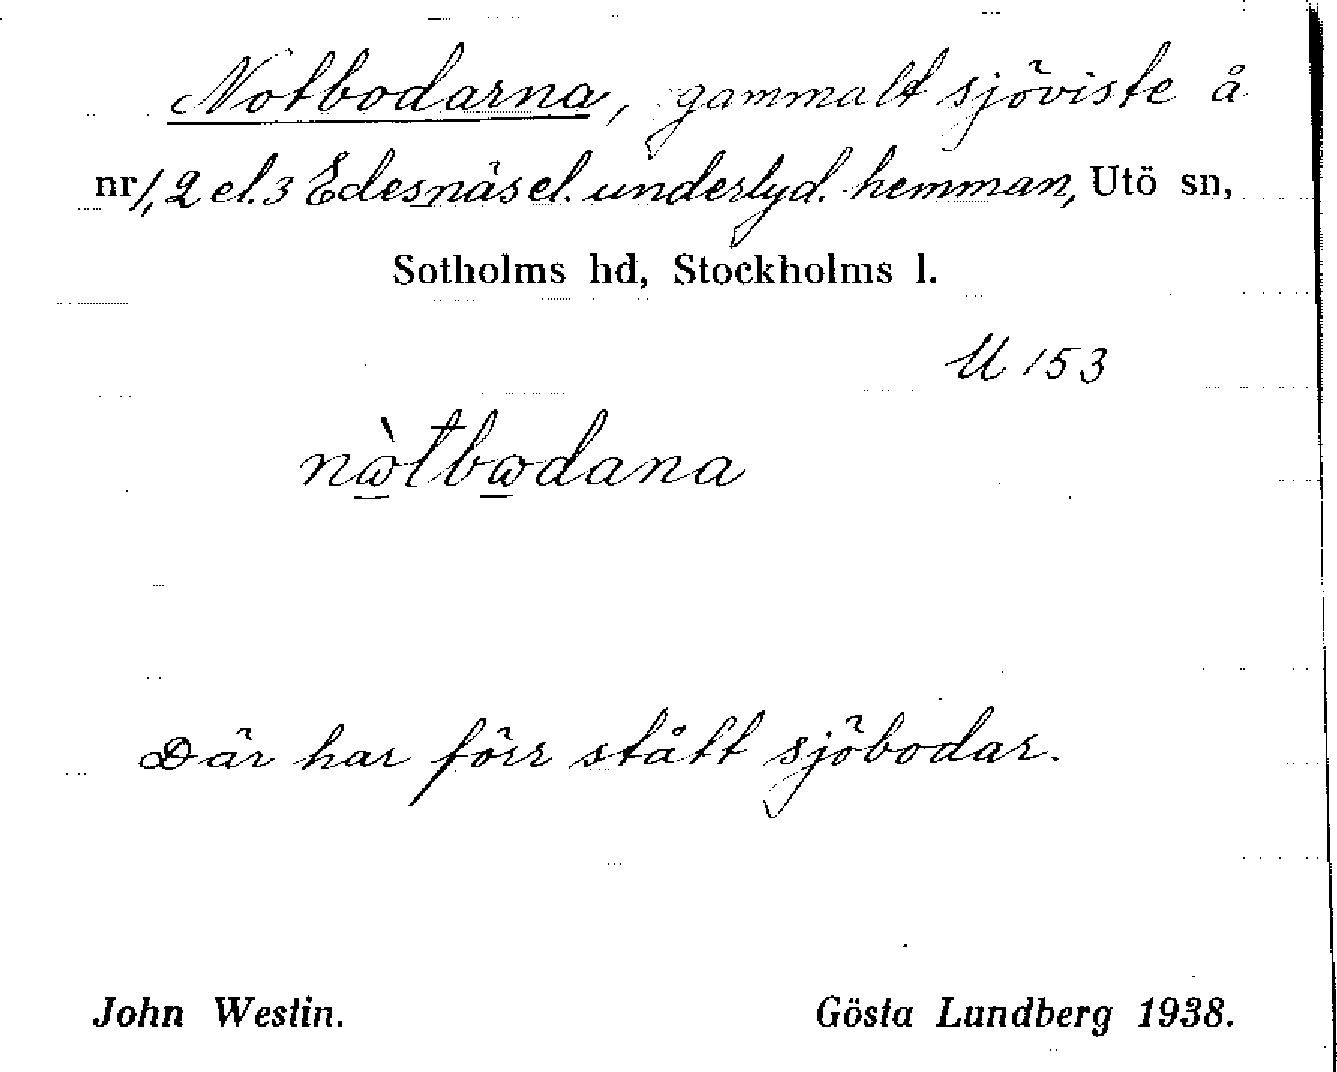 Notbodarna, gammalt sjöviste å
nr 1, 2 el. 3 Edesnäs el. underlyd. hemman, Utö sn,
Sotholms hd, Stockholms l.
U 153
nὼtbωdana
Där har förr stått sjöbodar.
John Westin. Gösta Lundberg 1938.